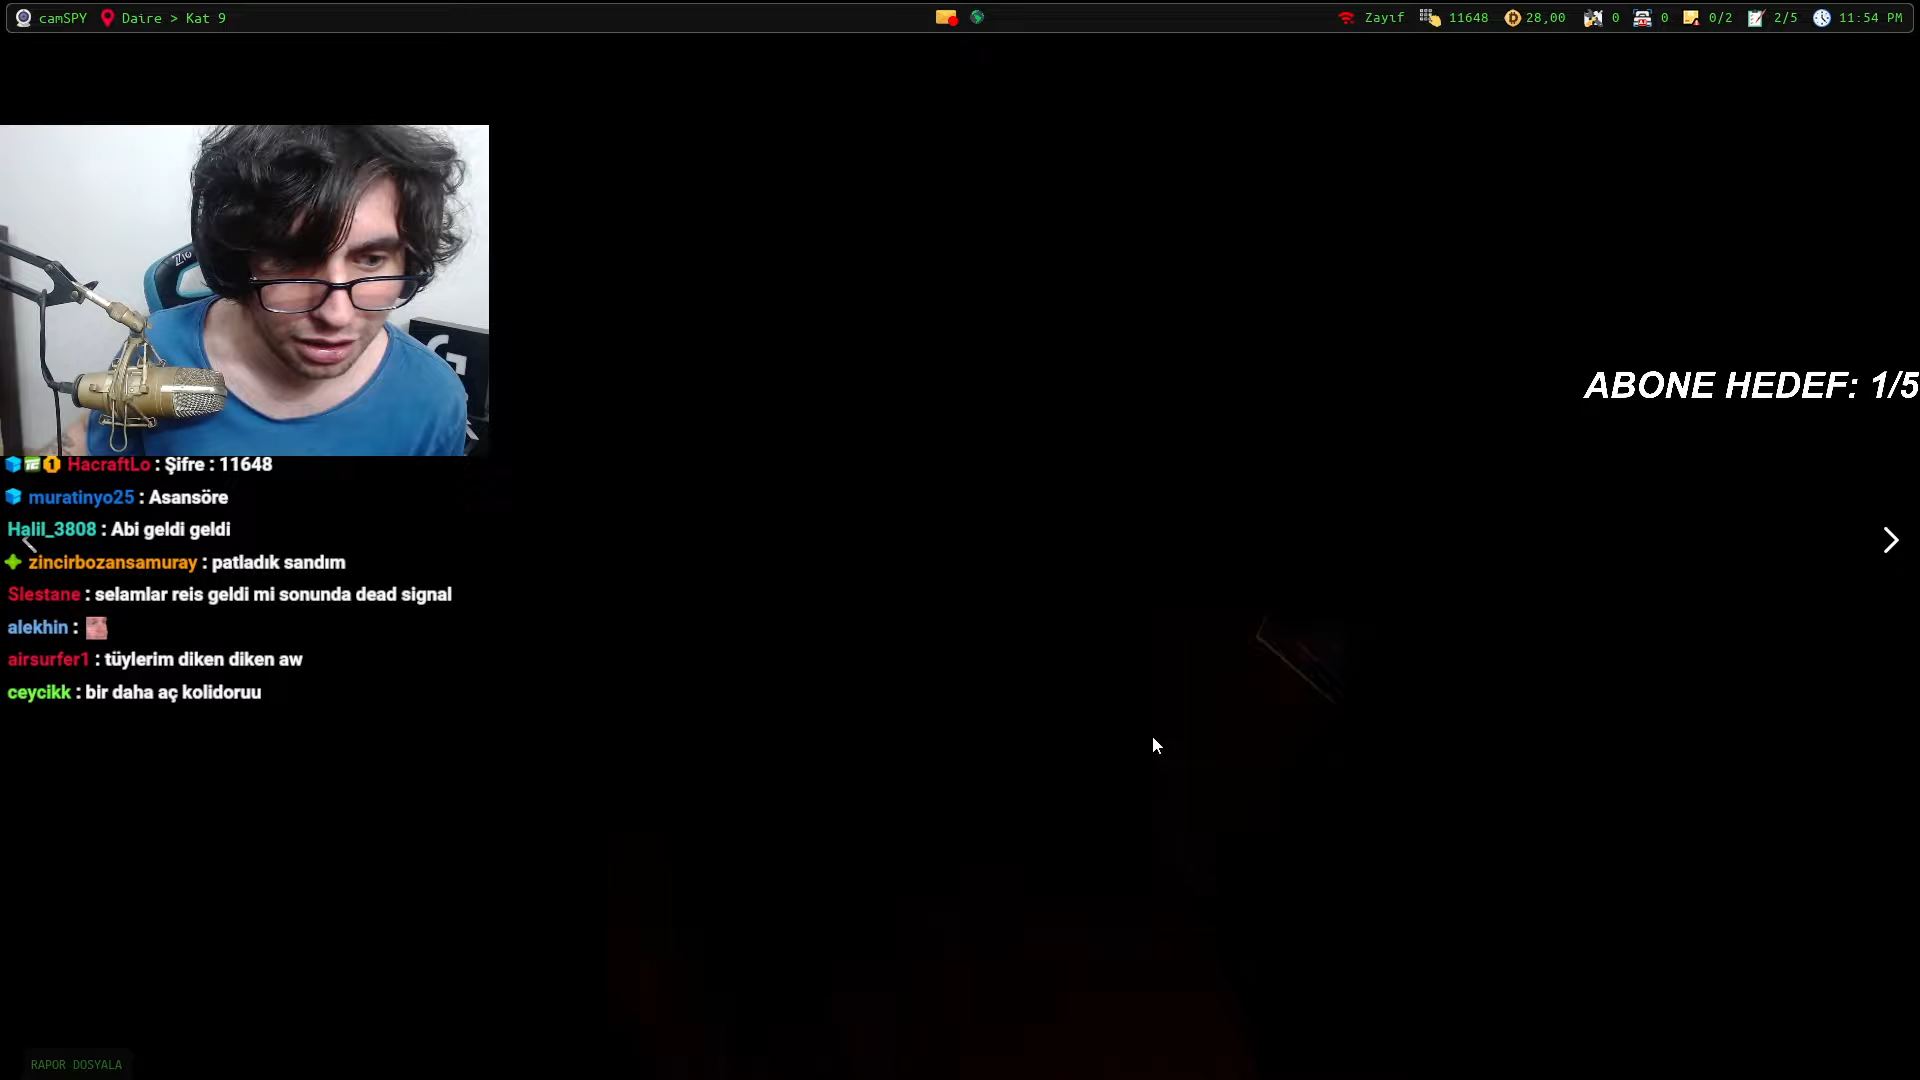 camSPY Daire > Kat 9 Zayıf 11648 28,00 0 0 0/2 2/5 11:54 PM
ABONE HEDEF: 1/5
HacraftLo : Şifre : 11648
muratinyo25 : Asansöre
Halil_3808 : Abi geldi geldi
zincirbozansamuray : patladık sandım
Slestane : selamlar reis geldi mi sonunda dead signal
alekhin :
airsurfer1 : tüylerim diken diken aw
ceycikk : bir daha aç kolidoruu
RAPOR DOSYALA